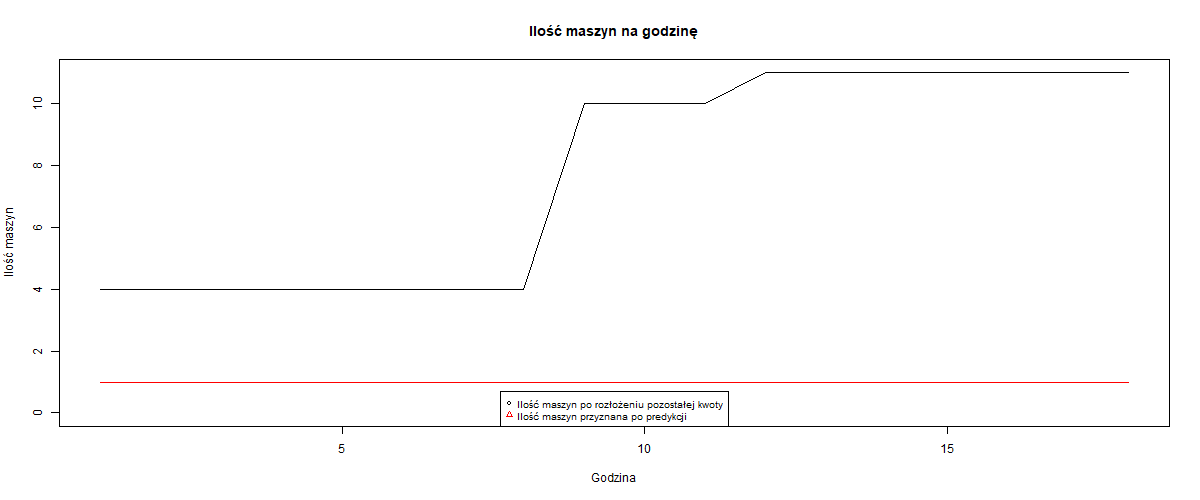 Ilość maszyn na godzinę
Ilość maszyn
10
8
6
4
2
0
Ilość maszyn po rozłożeniu pozostałej kwoty
Ilość maszyn przyznana po predykcji
5 10 15
Godzina